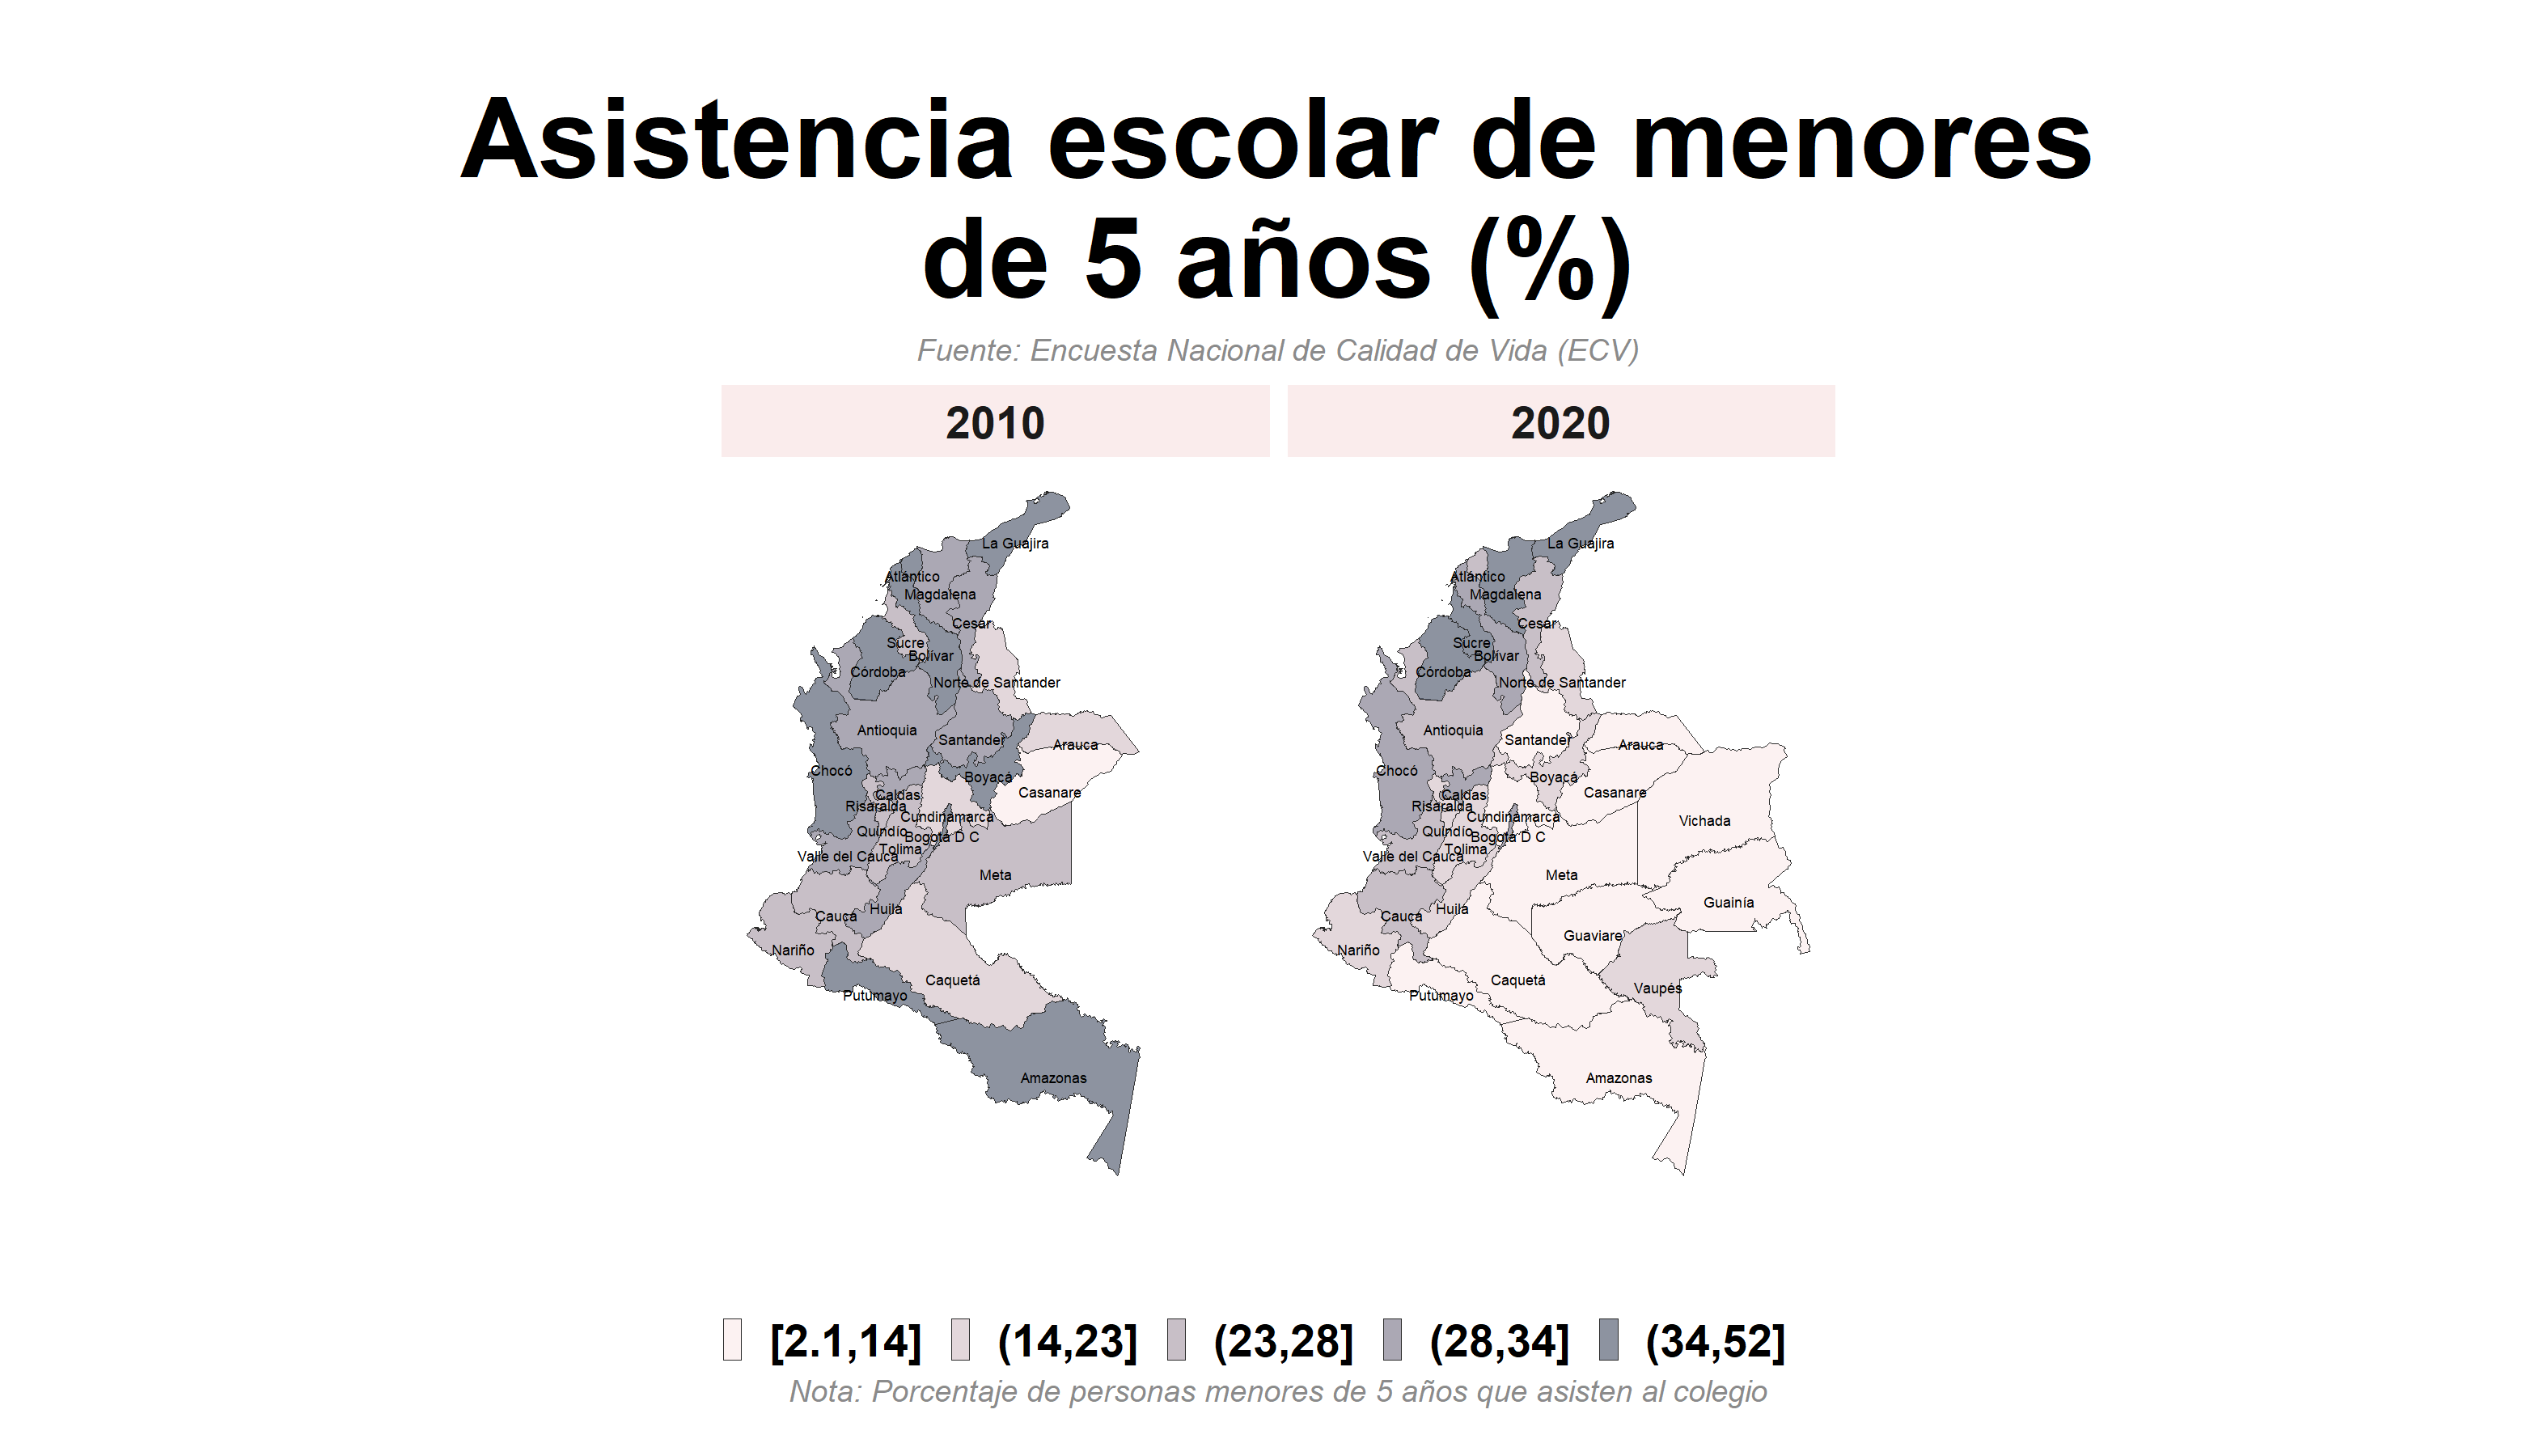 Asistencia escolar de menores
de 5 años (%)
Fuente: Encuesta Nacional de Calidad de Vida (ECV)
2010
2020
La Guajira
Atlántico
Magdalena
Cesar
Sucre
Bolívar
Córdoba
Norte de Santander
Antioquia
Santander
Arauca
Chocó
Boyacá
Casanare
Caldas
Risaralda
Cundinamarca
Quindío
Bogotá D C
Tolima
Valle del Cauca
Meta
Huila
Cauca
Nariño
Caquetá
Putumayo
Amazonas
La Guajira
Atlántico
Magdalena
Cesar
Sucre
Bolívar
Córdoba
Norte de Santander
Antioquia
Santander
Arauca
Chocó
Boyacá
Casanare
Caldas
Risaralda
Cundinamarca
Vichada
Quindío
Bogotá D C
Tolima
Valle del Cauca
Meta
Guainía
Huila
Cauca
Guaviare
Nariño
Caquetá
Vaupés
Putumayo
Amazonas
[2.1,14] (14,23] (23,28] (28,34] (34,52]
Nota: Porcentaje de personas menores de 5 años que asisten al colegio